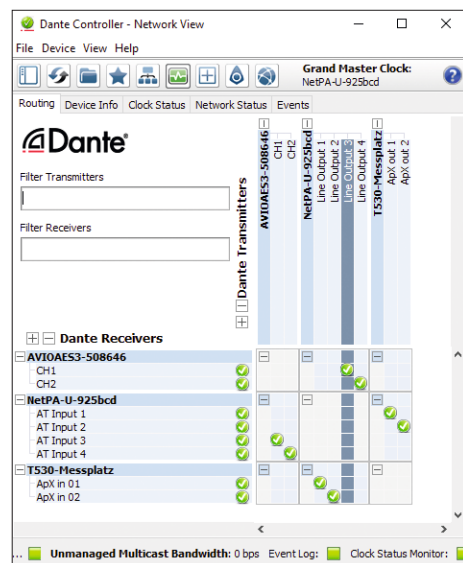 Dante Controller - Network View
File Device View Help
Grand Master Clock:
NetPA-U-925bcd
Routing Device Info Clock Status Network Status Events
Dante®
Filter Transmitters
Filter Receivers
Dante Transmitters
AVIOAES3-508646
CH1
CH2
NetPA-U-925bcd
Line Output 1
Line Output 2
Line Output 3
Line Output 4
T530-Messplatz
ApX out 1
ApX out 2
Dante Receivers
AVIOAES3-508646
CH1
CH2
NetPA-U-925bcd
AT Input 1
AT Input 2
AT Input 3
AT Input 4
T530-Messplatz
ApX in 01
ApX in 02
... Unmanaged Multicast Bandwidth: 0 bps Event Log: Clock Status Monitor: